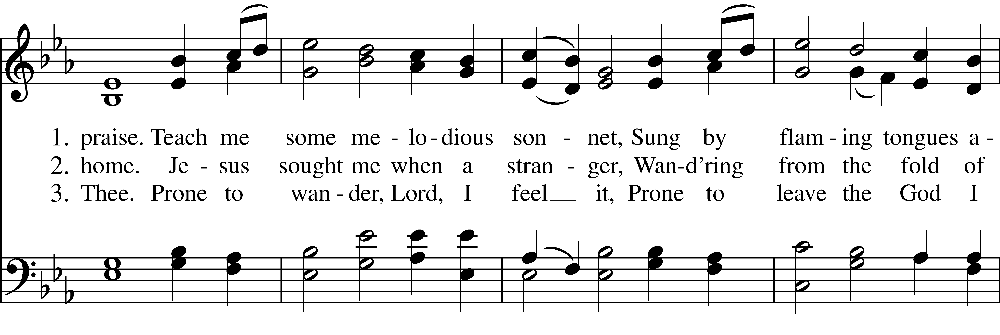 1. praise. Teach me some me - lo - dious son - net, Sung by flam - ing tongues a -
2. home. Je - sus sought me when a stran - ger, Wan-d’ring from the fold of
3. Thee. Prone to wan - der, Lord, I feel it, Prone to leave the God I